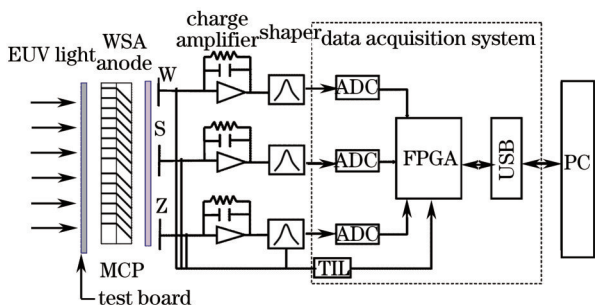 charge
amplifier
shaper
data acquisition system
EUV light
WSA
anode
W
S
Z
ADC
ADC
ADC
FPGA
USB
PC
TIL
MCP
test board